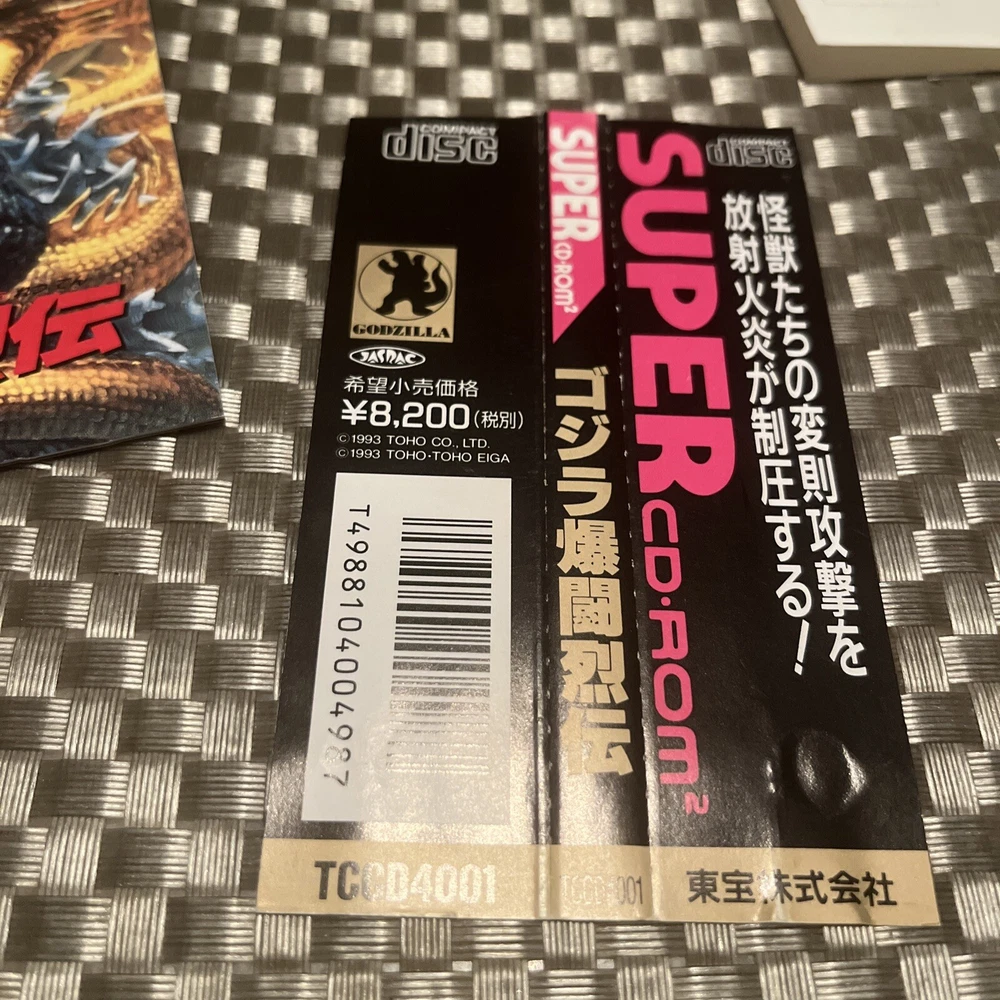 COMPACT
disc
GODZILLA
JASRAC
希望小売価格
¥8,200(税別)
©1993 TOHO CO., LTD.
©1993 TOHO・TOHO EIGA
T4988104004987
TCCD4001
SUPER CD-ROM²
ゴジラ爆闘烈伝
TCCD4001
COMPACT
disc
SUPER CD・ROM²
怪獣たちの変則攻撃を
放射火炎が制圧する!
東宝株式会社
伝